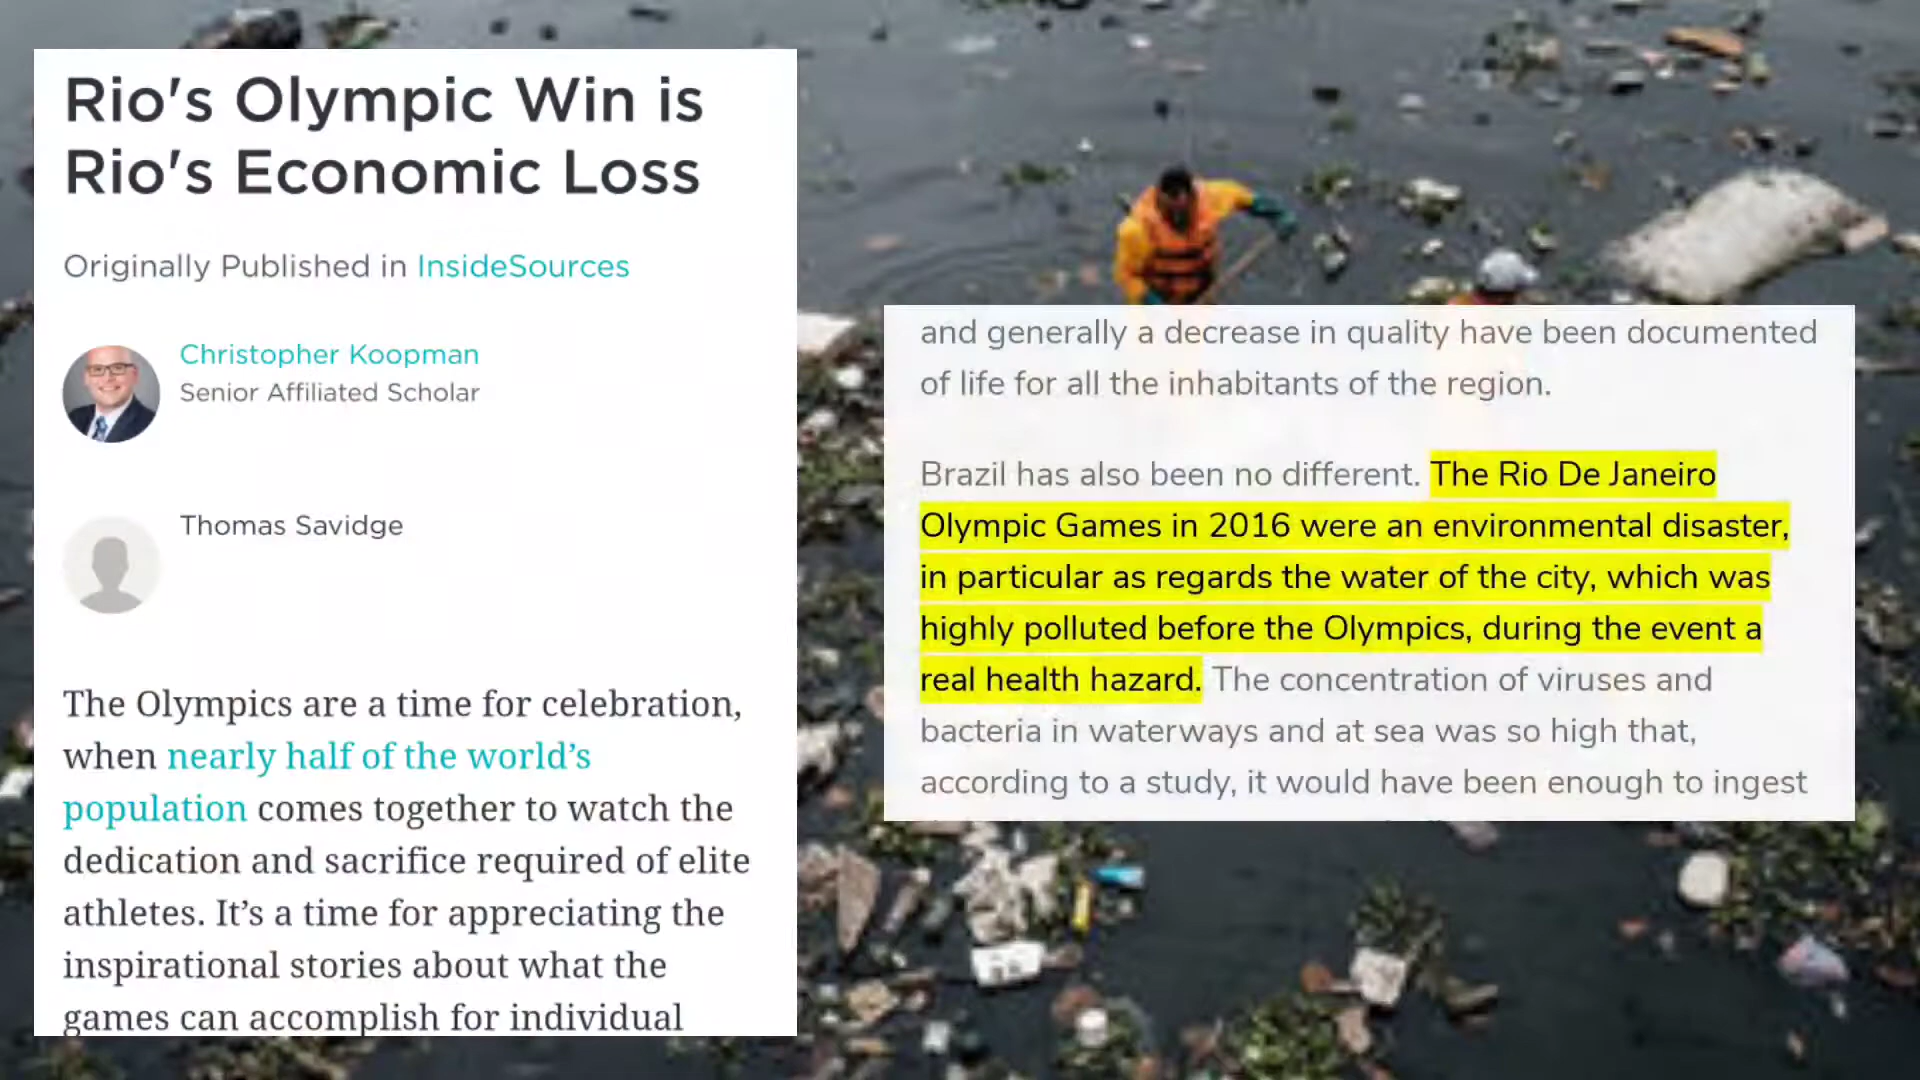 Rio's Olympic Win is
Rio's Economic Loss
Originally Published in InsideSources
Christopher Koopman
Senior Affiliated Scholar
Thomas Savidge
The Olympics are a time for celebration,
when nearly half of the world’s
population comes together to watch the
dedication and sacrifice required of elite
athletes. It’s a time for appreciating the
inspirational stories about what the
games can accomplish for individual
and generally a decrease in quality have been documented
of life for all the inhabitants of the region.
Brazil has also been no different. The Rio De Janeiro
Olympic Games in 2016 were an environmental disaster,
in particular as regards the water of the city, which was
highly polluted before the Olympics, during the event a
real health hazard. The concentration of viruses and
bacteria in waterways and at sea was so high that,
according to a study, it would have been enough to ingest